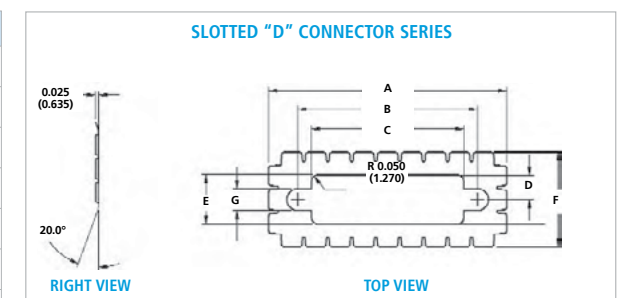 SLOTTED “D” CONNECTOR SERIES
0.025
(0.635)
A
B
C
R 0.050
(1.270)
D
E
G
F
20.0°
RIGHT VIEW
TOP VIEW